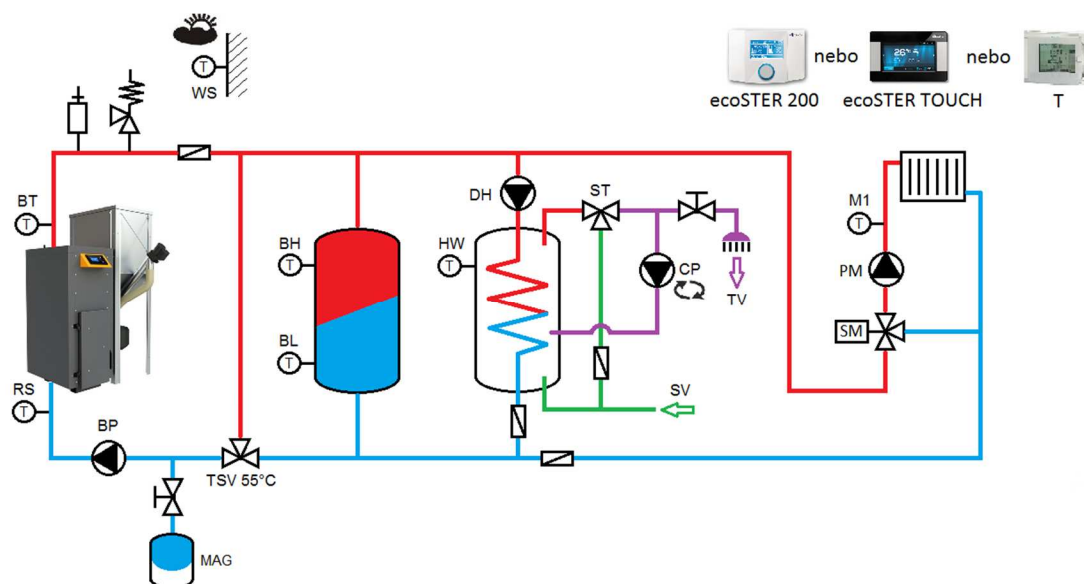 T
WS
nebo
nebo
ecoSTER 200
ecoSTER TOUCH
T
BT
T
DH
ST
M1
T
BH
T
HW
T
CP
TV
PM
SM
BL
T
RS
T
SV
BP
TSV 55°C
MAG